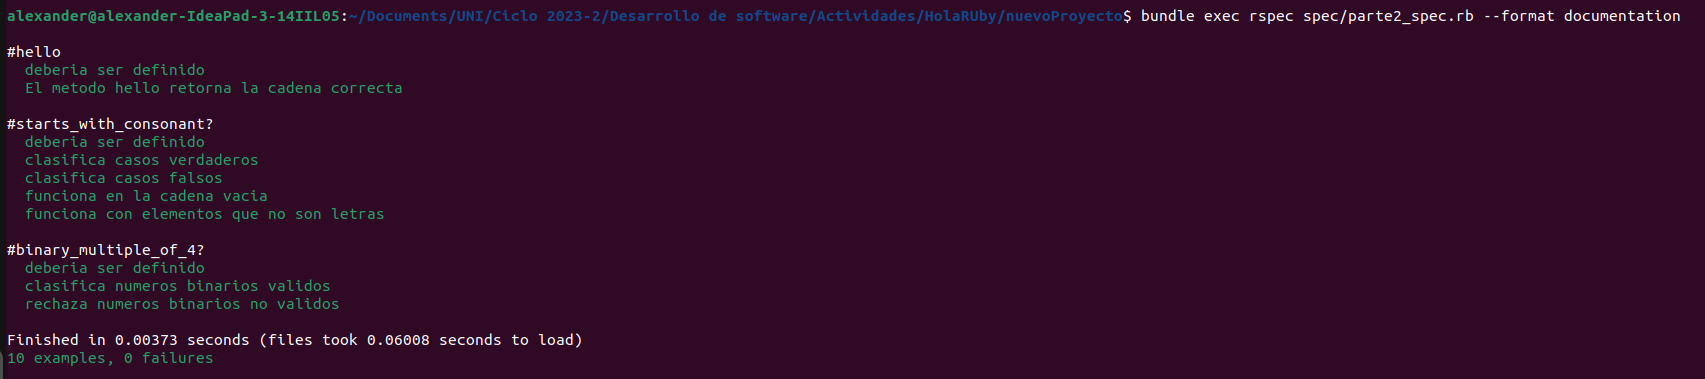 alexander@alexander-IdeaPad-3-14IIL05:~/Documents/UNI/Ciclo 2023-2/Desarrollo de software/Actividades/HolaRUby/nuevoProyecto$ bundle exec rspec spec/parte2_spec.rb --format documentation
#hello
deberia ser definido
El metodo hello retorna la cadena correcta
#starts_with_consonant?
deberia ser definido
clasifica casos verdaderos
clasifica casos falsos
funciona en la cadena vacia
funciona con elementos que no son letras
#binary_multiple_of_4?
deberia ser definido
clasifica numeros binarios validos
rechaza numeros binarios no validos
Finished in 0.00373 seconds (files took 0.06008 seconds to load)
10 examples, 0 failures